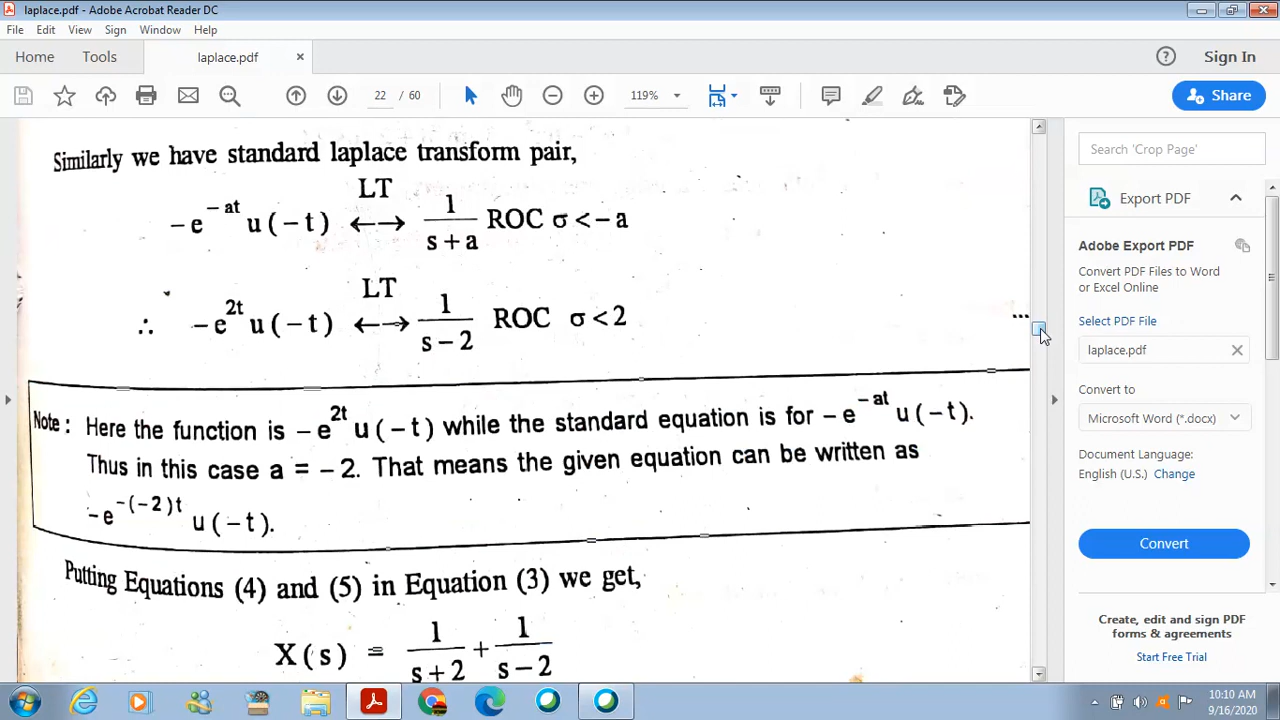 laplace.pdf - Adobe Acrobat Reader DC
File Edit View Sign Window Help
Home Tools laplace.pdf × Sign In
22 / 60 119% Share
Similarly we have standard laplace transform pair,
LT
−e^{−at} u(−t) ⟷ 1/(s+a) ROC σ < −a
LT
∴ −e^{2t} u(−t) ⟷ 1/(s−2) ROC σ < 2
...
Note : Here the function is −e^{2t} u(−t) while the standard equation is for −e^{−at} u(−t).
Thus in this case a = −2. That means the given equation can be written as
−e^{−(−2)t} u(−t).
Putting Equations (4) and (5) in Equation (3) we get,
X(s) = 1/(s+2) + 1/(s−2)
Search 'Crop Page'
Export PDF
Adobe Export PDF
Convert PDF Files to Word
or Excel Online
Select PDF File
laplace.pdf
Convert to
Microsoft Word (*.docx)
Document Language:
English (U.S.) Change
Convert
Create, edit and sign PDF
forms & agreements
Start Free Trial
10:10 AM
9/16/2020